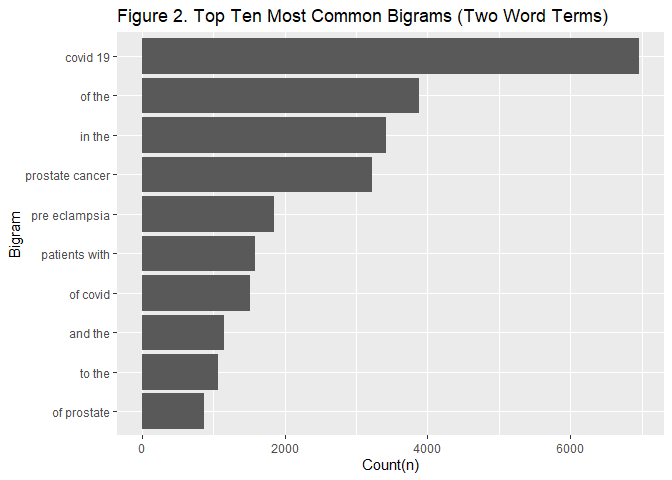 Figure 2. Top Ten Most Common Bigrams (Two Word Terms)
covid 19
of the
in the
prostate cancer
pre eclampsia
patients with
of covid
and the
to the
of prostate
Bigram
0 2000 4000 6000
Count(n)